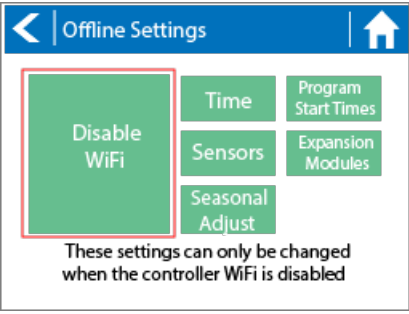 Offline Settings
Disable
WiFi
Time
Program
Start Times
Sensors
Expansion
Modules
Seasonal
Adjust
These settings can only be changed
when the controller WiFi is disabled